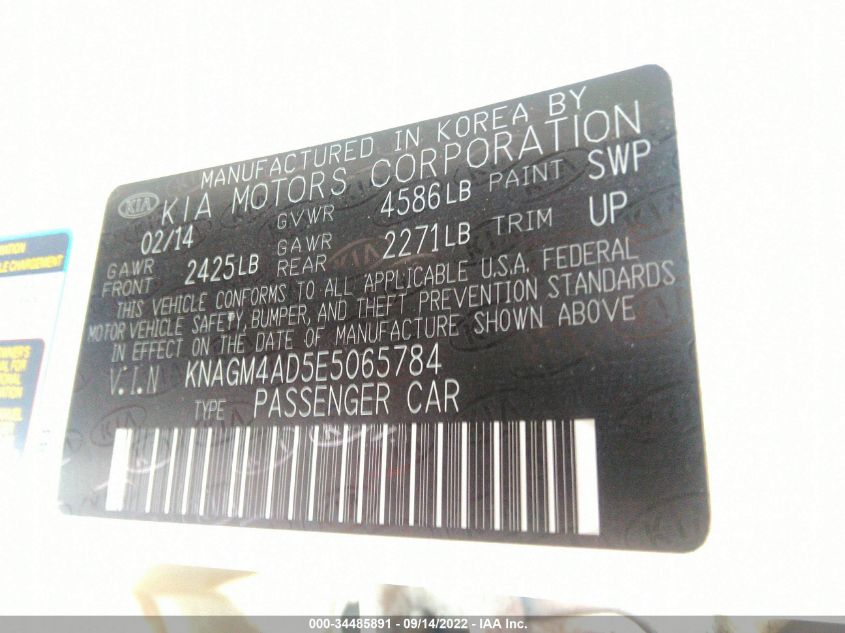 MANUFACTURED IN KOREA BY
KIA KIA MOTORS CORPORATION
02/14 GVWR 4586LB PAINT SWP
GAWR FRONT 2425LB GAWR REAR 2271LB TRIM UP
THIS VEHICLE CONFORMS TO ALL APPLICABLE U.S.A. FEDERAL
MOTOR VEHICLE SAFETY, BUMPER, AND THEFT PREVENTION STANDARDS
IN EFFECT ON THE DATE OF MANUFACTURE SHOWN ABOVE
V.I.N KNAGM4AD5E5065784
TYPE PASSENGER CAR
000-34485891 - 09/14/2022 - IAA Inc.